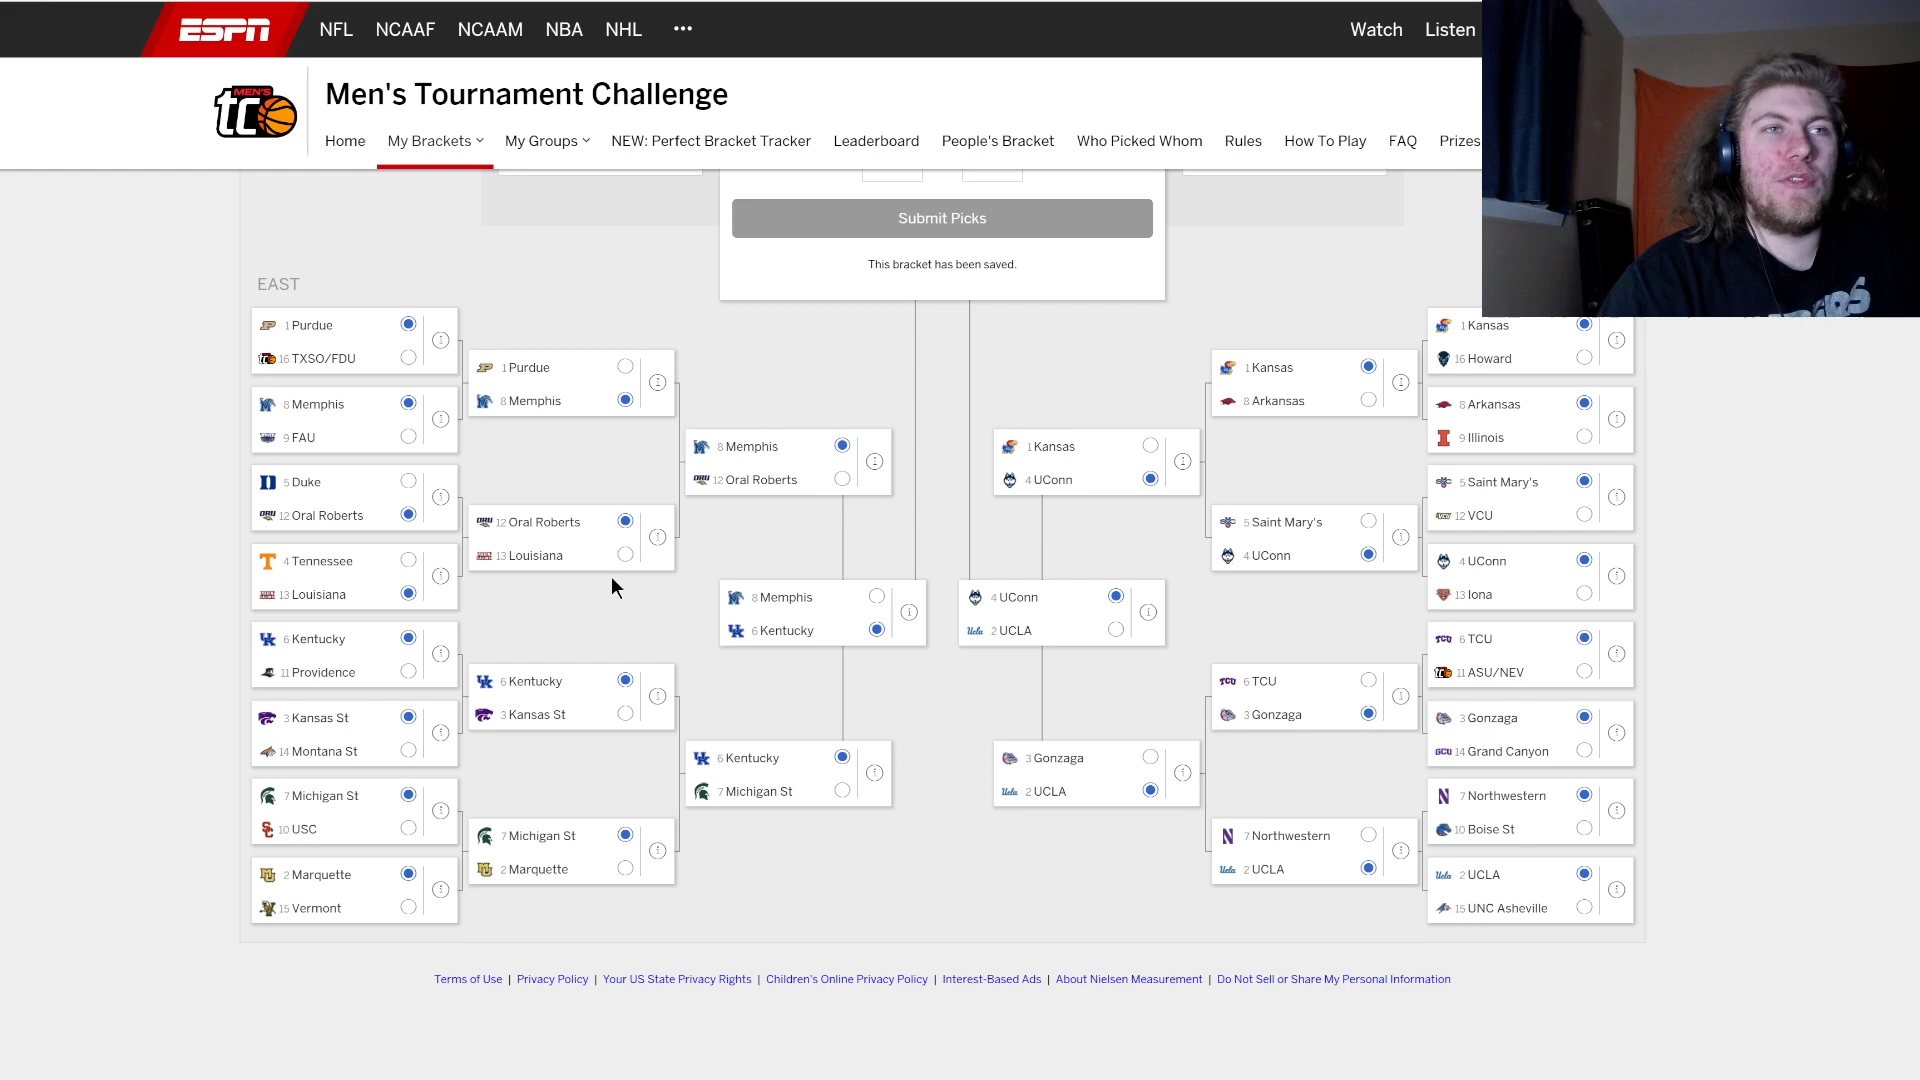 ESPN NFL NCAAF NCAAM NBA NHL ••• Watch Listen
MEN'S tc Men's Tournament Challenge
Home My Brackets My Groups NEW: Perfect Bracket Tracker Leaderboard People's Bracket Who Picked Whom Rules How To Play FAQ Prizes
Submit Picks
This bracket has been saved.
EAST
1 Purdue
16 TXSO/FDU
8 Memphis
9 FAU
5 Duke
12 Oral Roberts
4 Tennessee
13 Louisiana
6 Kentucky
11 Providence
3 Kansas St
14 Montana St
7 Michigan St
10 USC
2 Marquette
15 Vermont
1 Purdue
8 Memphis
12 Oral Roberts
13 Louisiana
6 Kentucky
3 Kansas St
7 Michigan St
2 Marquette
8 Memphis
12 Oral Roberts
6 Kentucky
7 Michigan St
8 Memphis
6 Kentucky
4 UConn
2 UCLA
1 Kansas
4 UConn
3 Gonzaga
2 UCLA
1 Kansas
8 Arkansas
5 Saint Mary's
4 UConn
6 TCU
3 Gonzaga
7 Northwestern
2 UCLA
1 Kansas
16 Howard
8 Arkansas
9 Illinois
5 Saint Mary's
12 VCU
4 UConn
13 Iona
6 TCU
11 ASU/NEV
3 Gonzaga
14 Grand Canyon
7 Northwestern
10 Boise St
2 UCLA
15 UNC Asheville
Terms of Use | Privacy Policy | Your US State Privacy Rights | Children's Online Privacy Policy | Interest-Based Ads | About Nielsen Measurement | Do Not Sell or Share My Personal Information